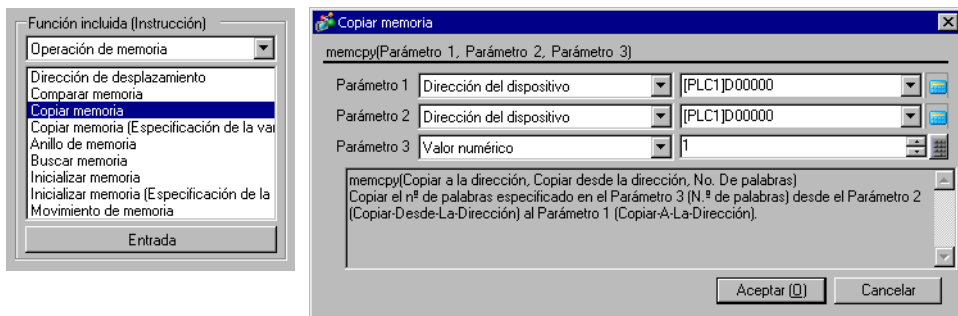 Función incluida (Instrucción)
Operación de memoria
Dirección de desplazamiento
Comparar memoria
Copiar memoria
Copiar memoria (Especificación de la var
Anillo de memoria
Buscar memoria
Inicializar memoria
Inicializar memoria (Especificación de la
Movimiento de memoria
Entrada
Copiar memoria
memcpy(Parámetro 1, Parámetro 2, Parámetro 3)
Parámetro 1 Dirección del dispositivo [PLC1]D00000
Parámetro 2 Dirección del dispositivo [PLC1]D00000
Parámetro 3 Valor numérico 1
memcpy(Copiar a la dirección, Copiar desde la dirección, No. De palabras)
Copiar el nº de palabras especificado en el Parámetro 3 (N.º de palabras) desde el Parámetro 2
(Copiar-Desde-La-Dirección) al Parámetro 1 (Copiar-A-La-Dirección).
Aceptar (O) Cancelar